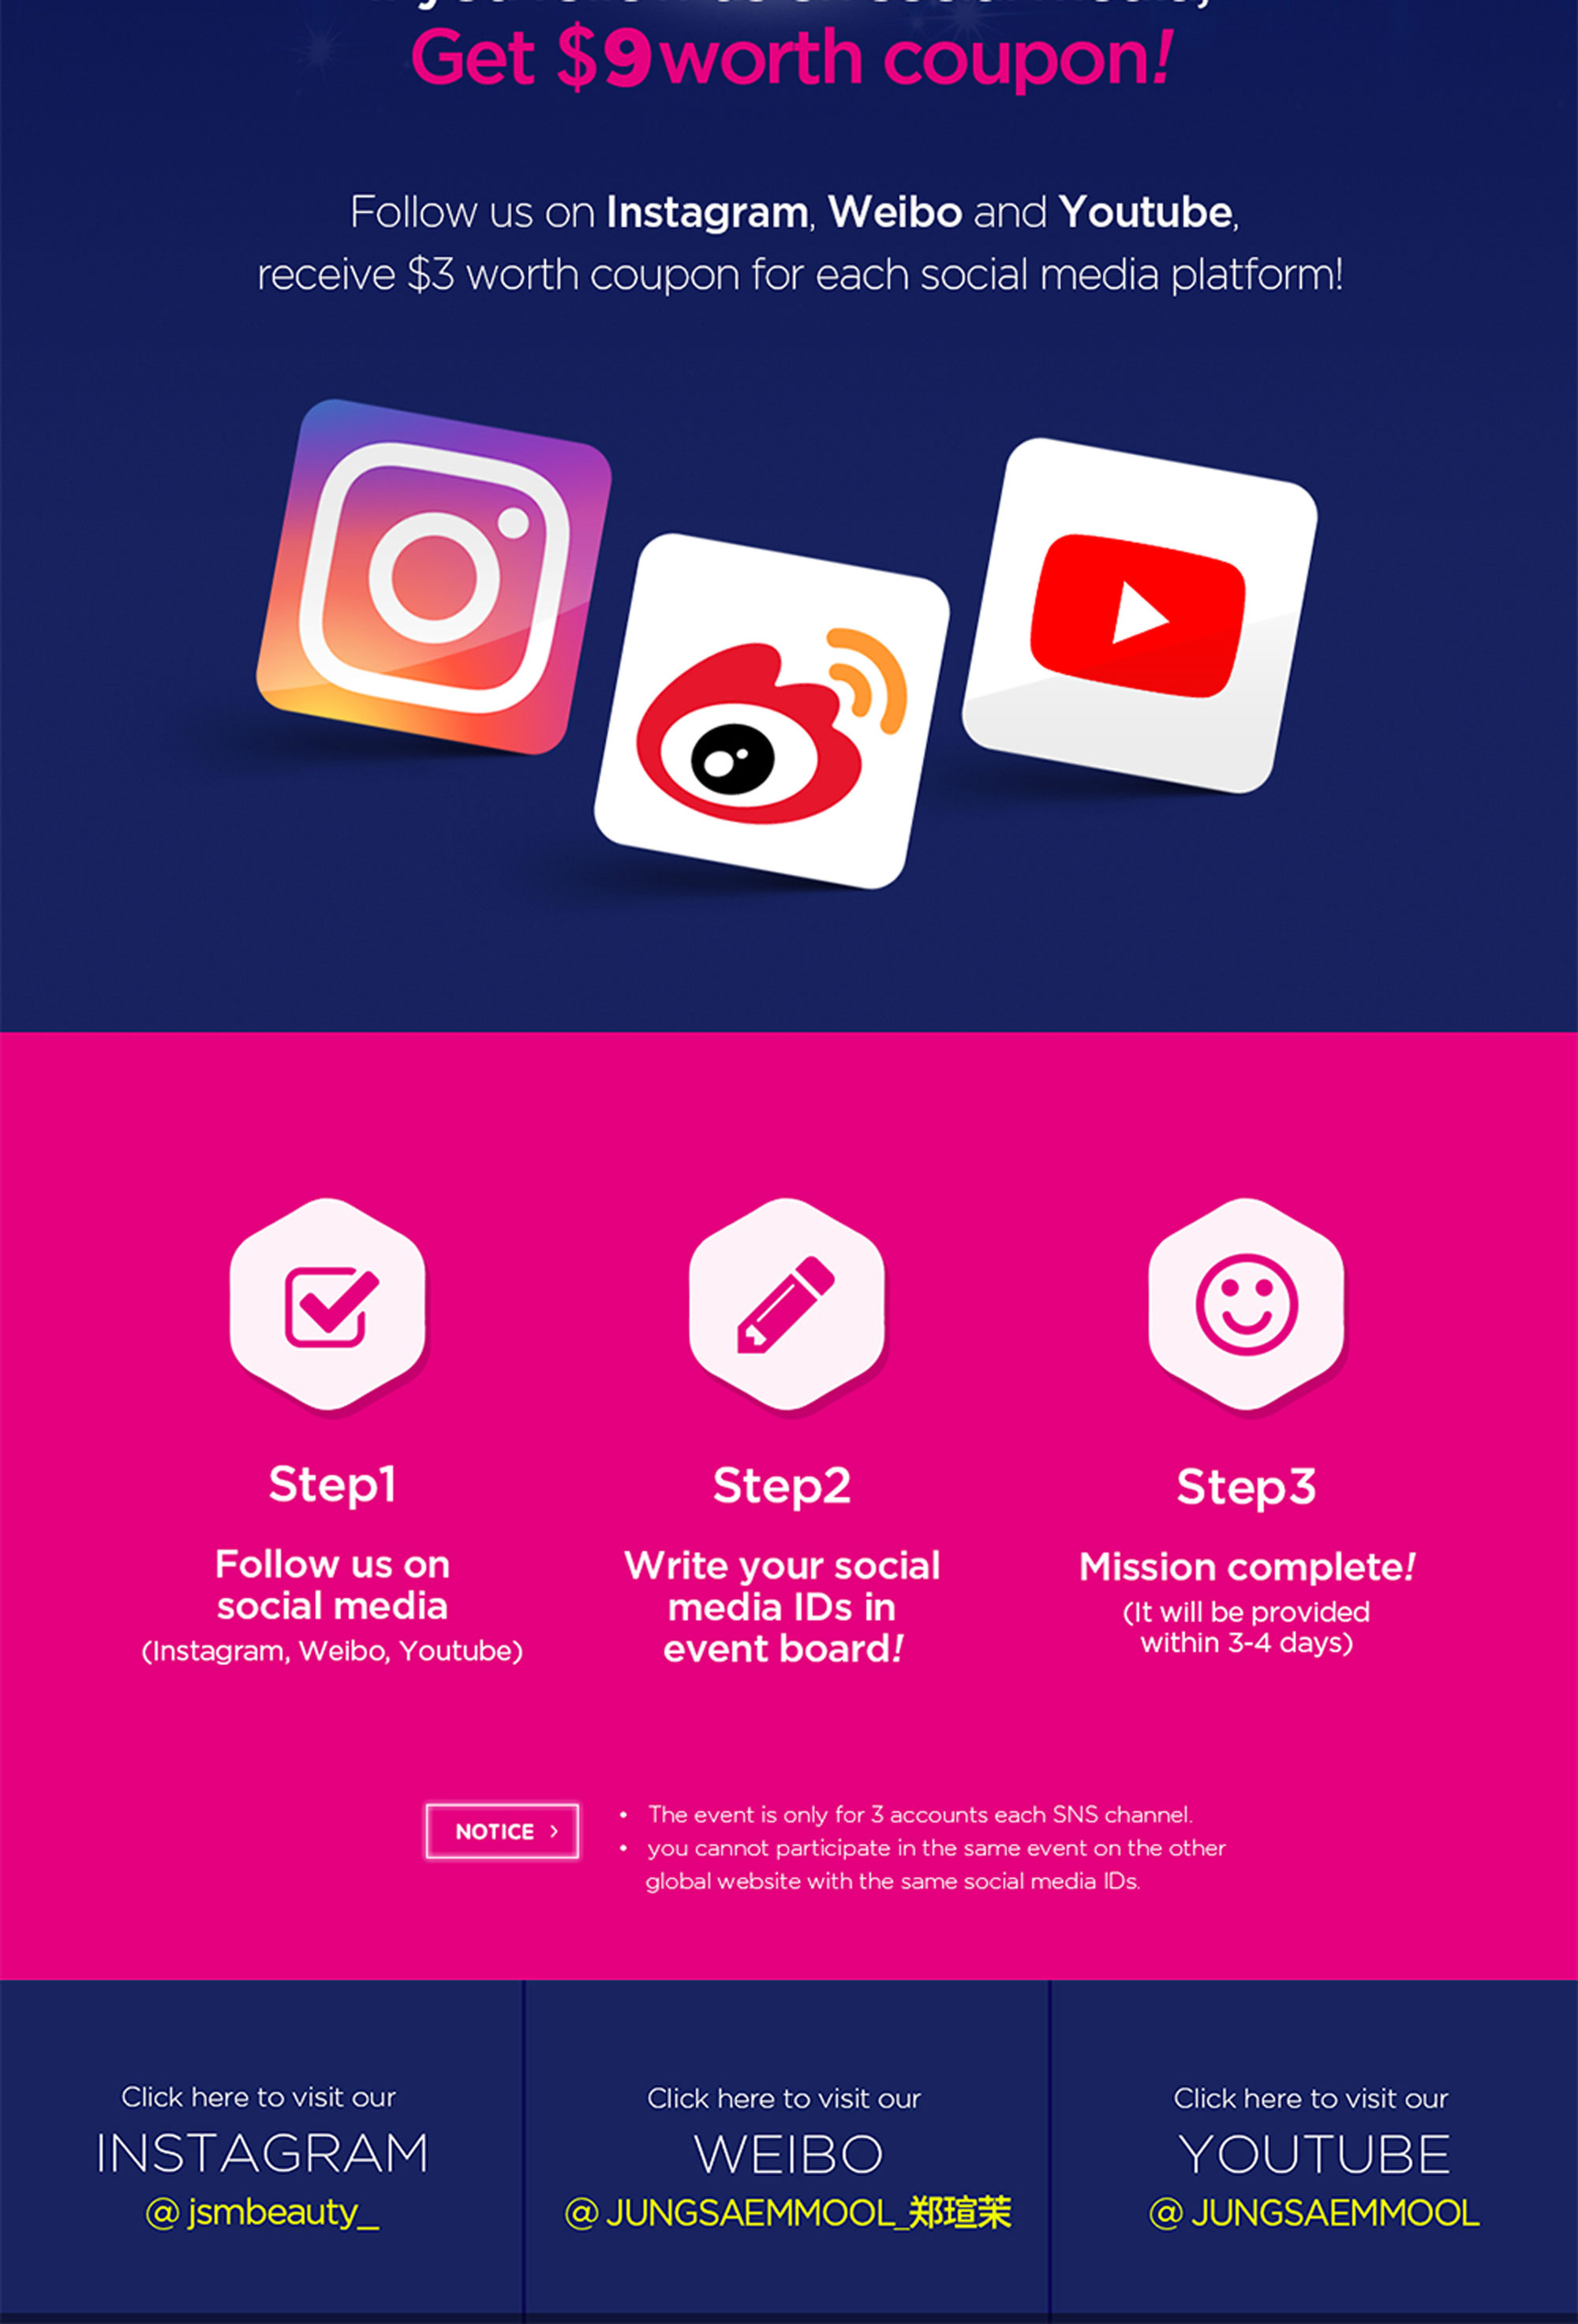 Get $9 worth coupon!
Follow us on Instagram, Weibo and Youtube,
receive $3 worth coupon for each social media platform!
Step1
Follow us on
social media
(Instagram, Weibo, Youtube)
Step2
Write your social
media IDs in
event board!
Step3
Mission complete!
(It will be provided
within 3-4 days)
NOTICE >
• The event is only for 3 accounts each SNS channel.
• you cannot participate in the same event on the other
global website with the same social media IDs.
Click here to visit our
INSTAGRAM
@ jsmbeauty_
Click here to visit our
WEIBO
@ JUNGSAEMMOOL_郑瑄茉
Click here to visit our
YOUTUBE
@ JUNGSAEMMOOL